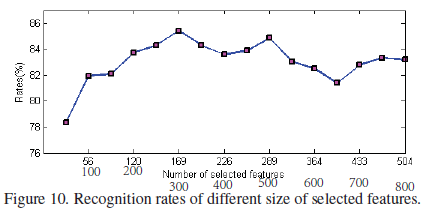 86
84
82
80
78
76
Rates(%)
56 120 169 226 289 364 433 504
Number of selected features
100 200 300 400 500 600 700 800
Figure 10. Recognition rates of different size of selected features.